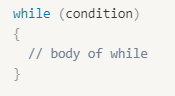 while (condition)
{
  // body of while
}